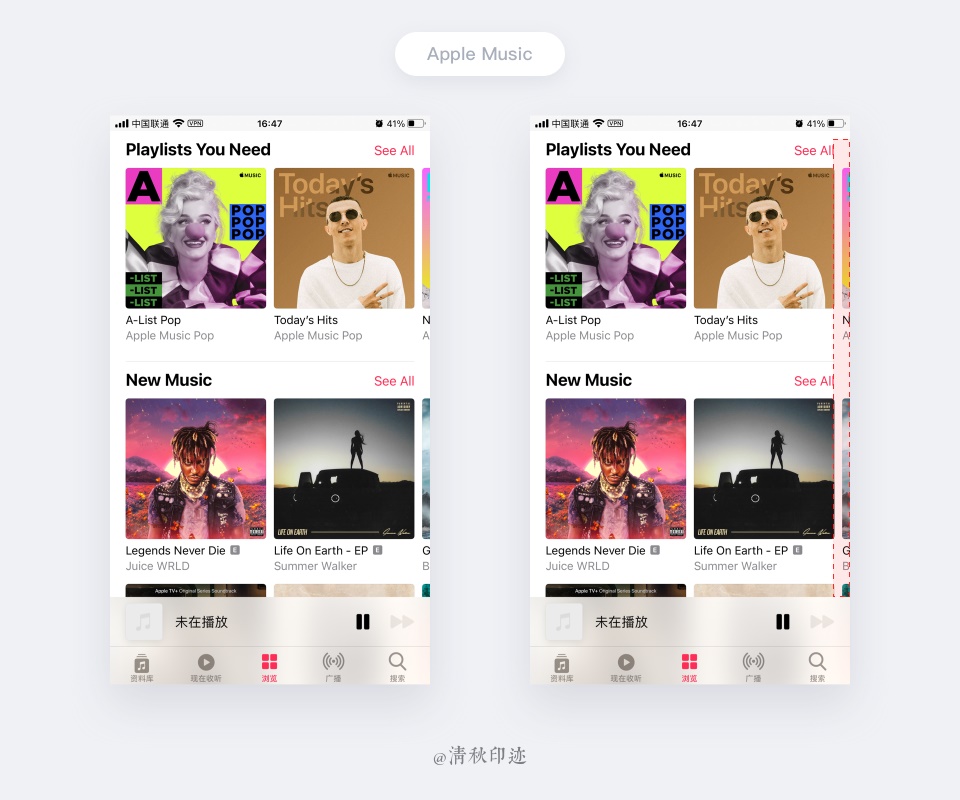 Apple Music
中国联通 VPN 16:47 41%
Playlists You Need See All
A
MUSIC
POP
POP
POP
-LIST
-LIST
-LIST
Today's
Hits
MUSIC
A-List Pop Today's Hits N
Apple Music Pop Apple Music Pop A
New Music See All
LIFE ON EARTH
Legends Never Die E Life On Earth - EP E G
Juice WRLD Summer Walker B
Apple TV+ Original Series Soundtrack
未在播放
资料库 现在收听 浏览 广播 搜索
中国联通 VPN 16:47 41%
Playlists You Need See All
A
MUSIC
POP
POP
POP
-LIST
-LIST
-LIST
Today's
Hits
MUSIC
A-List Pop Today's Hits N
Apple Music Pop Apple Music Pop A
New Music See All
LIFE ON EARTH
Legends Never Die E Life On Earth - EP E G
Juice WRLD Summer Walker B
Apple TV+ Original Series Soundtrack
未在播放
资料库 现在收听 浏览 广播 搜索
@清秋印迹